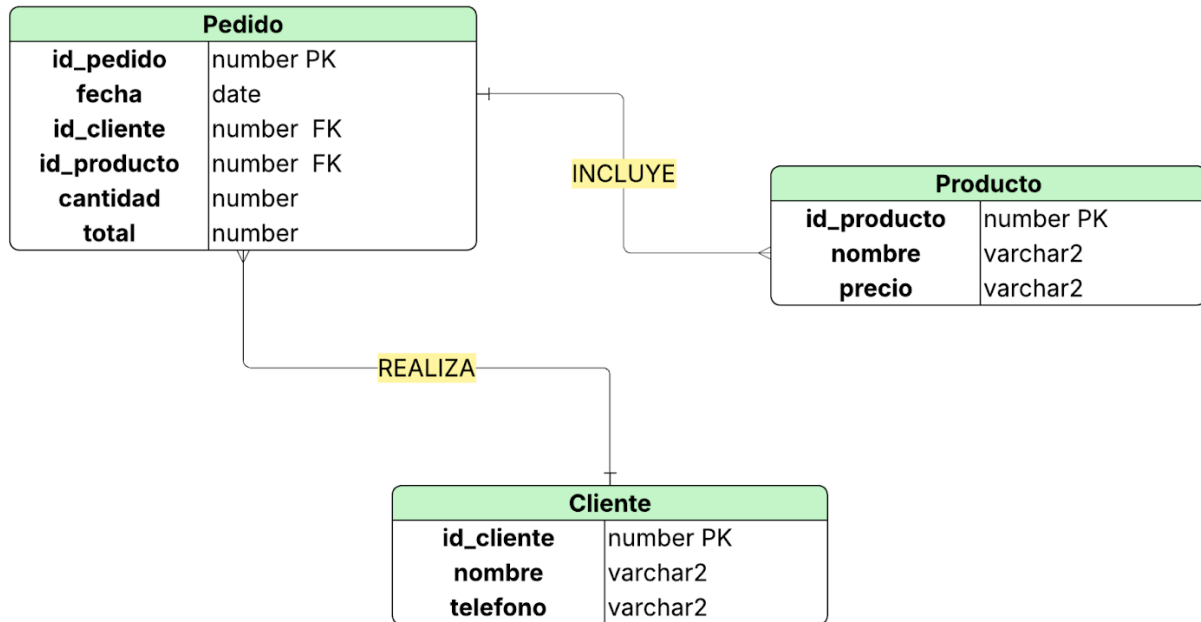 Pedido
id_pedido number PK
fecha date
id_cliente number FK
id_producto number FK
cantidad number
total number
INCLUYE
Producto
id_producto number PK
nombre varchar2
precio varchar2
REALIZA
Cliente
id_cliente number PK
nombre varchar2
telefono varchar2